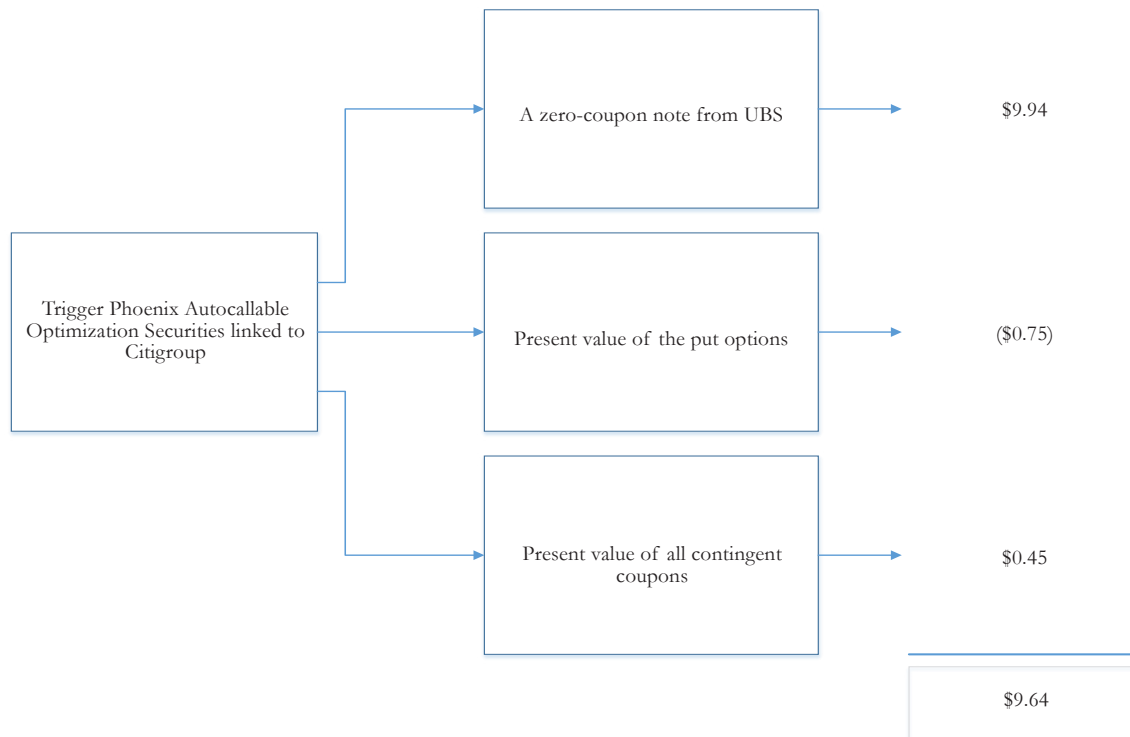 A zero-coupon note from UBS
$9.94
Trigger Phoenix Autocallable
Optimization Securities linked to
Citigroup
Present value of the put options
($0.75)
Present value of all contingent
coupons
$0.45
$9.64